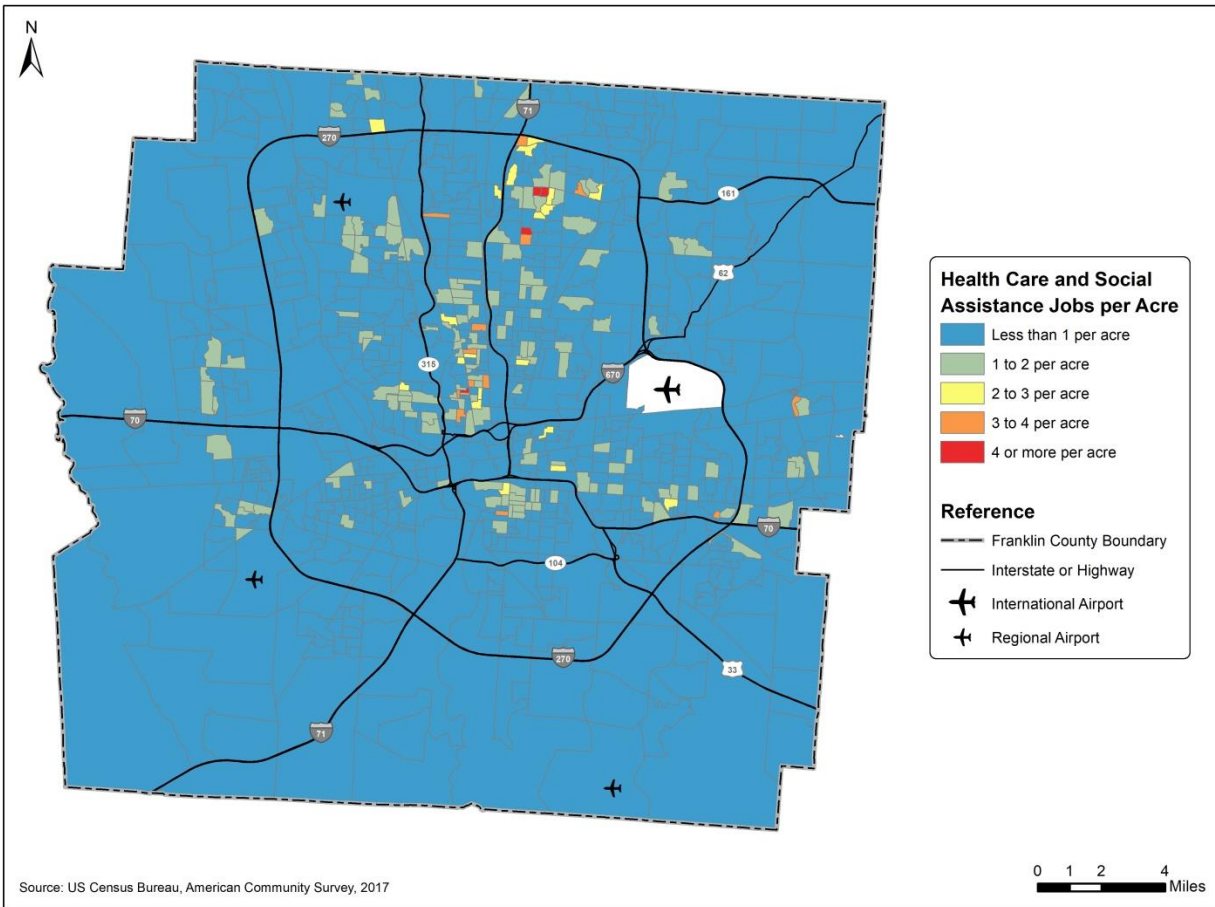 N
71
270
161
62
315
670
70
70
104
270
33
71
Health Care and Social
Assistance Jobs per Acre
Less than 1 per acre
1 to 2 per acre
2 to 3 per acre
3 to 4 per acre
4 or more per acre
Reference
Franklin County Boundary
Interstate or Highway
International Airport
Regional Airport
Source: US Census Bureau, American Community Survey, 2017
0 1 2 4
Miles